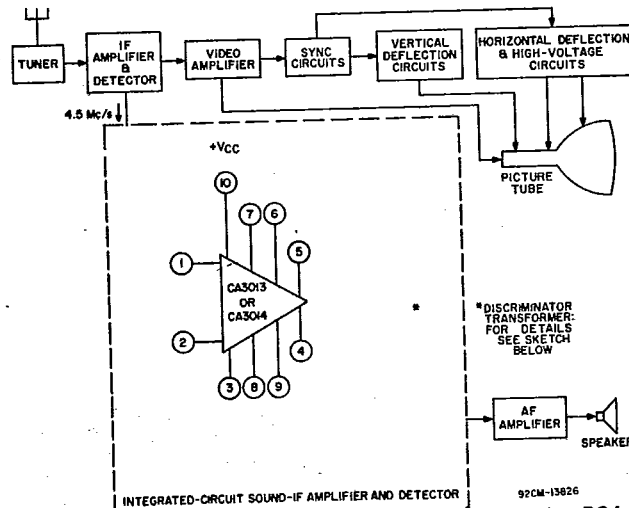 TUNER
IF
AMPLIFIER
&
DETECTOR
VIDEO
AMPLIFIER
SYNC
CIRCUITS
VERTICAL
DEFLECTION
CIRCUITS
HORIZONTAL DEFLECTION
& HIGH-VOLTAGE
CIRCUITS
4.5 Mc/s
PICTURE
TUBE
+VCC
10
7
6
5
1
CA3013
OR
CA3014
2
4
3
8
9
*
*DISCRIMINATOR
TRANSFORMER:
FOR DETAILS
SEE SKETCH
BELOW
AF
AMPLIFIER
SPEAKER
INTEGRATED-CIRCUIT SOUND-IF AMPLIFIER AND DETECTOR
92CM-13826